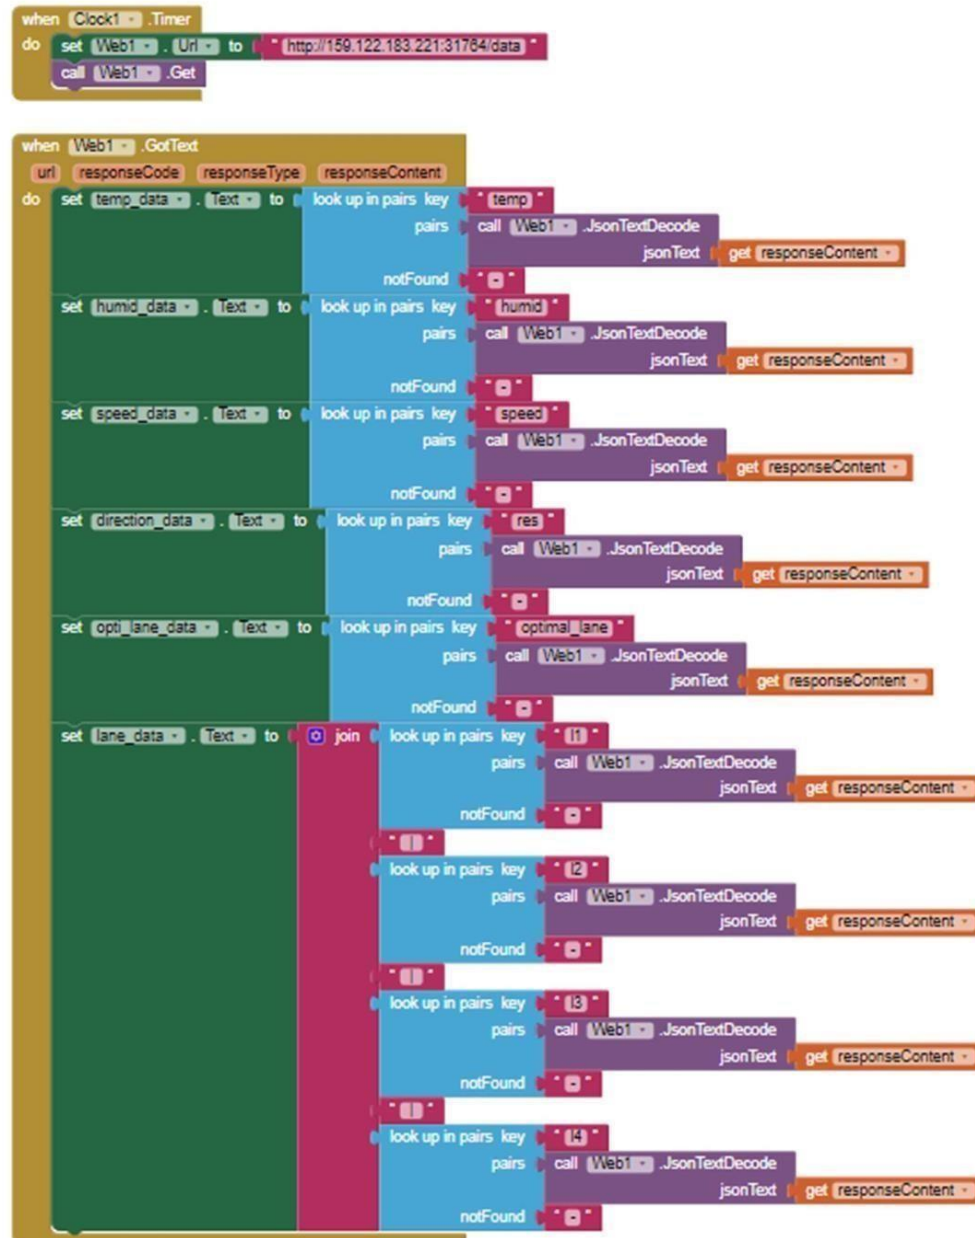 when Clock1 .Timer
do set Web1 . Url to "http://159.122.183.221:31764/data"
call Web1 .Get
when Web1 .GotText
url responseCode responseType responseContent
do set temp_data . Text to look up in pairs key "temp"
pairs call Web1 .JsonTextDecode
jsonText get responseContent
notFound "-"
set humid_data . Text to look up in pairs key "humid"
pairs call Web1 .JsonTextDecode
jsonText get responseContent
notFound "-"
set speed_data . Text to look up in pairs key "speed"
pairs call Web1 .JsonTextDecode
jsonText get responseContent
notFound "-"
set direction_data . Text to look up in pairs key "res"
pairs call Web1 .JsonTextDecode
jsonText get responseContent
notFound "-"
set opti_lane_data . Text to look up in pairs key "optimal_lane"
pairs call Web1 .JsonTextDecode
jsonText get responseContent
notFound "-"
set lane_data . Text to join look up in pairs key "l1"
pairs call Web1 .JsonTextDecode
jsonText get responseContent
notFound "-"
"|"
look up in pairs key "l2"
pairs call Web1 .JsonTextDecode
jsonText get responseContent
notFound "-"
"|"
look up in pairs key "l3"
pairs call Web1 .JsonTextDecode
jsonText get responseContent
notFound "-"
"|"
look up in pairs key "l4"
pairs call Web1 .JsonTextDecode
jsonText get responseContent
notFound "-"